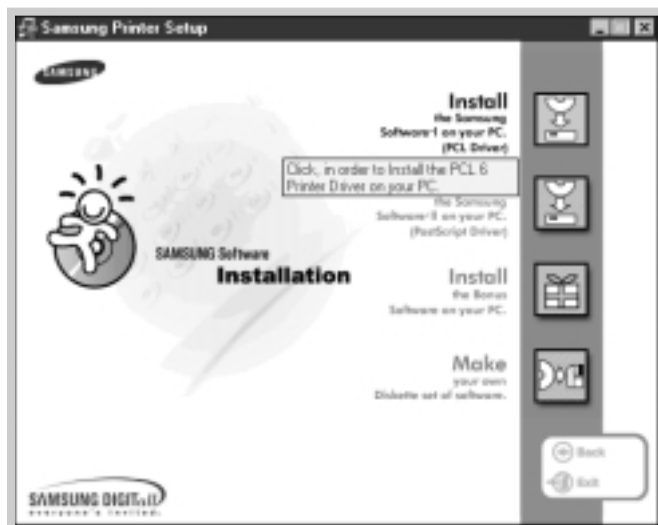 Samsung Printer Setup
SAMSUNG
Install
the Samsung
Software-I on your PC.
(PCL Driver)
Click, in order to Install the PCL 6
Printer Driver on your PC.
the Samsung
Software-II on your PC.
(PostScript Driver)
SAMSUNG Software
Installation
Install
the Bonus
Software on your PC.
Make
your own
Diskette set of software.
Back
Exit
SAMSUNG DIGITall
everyone's invited.